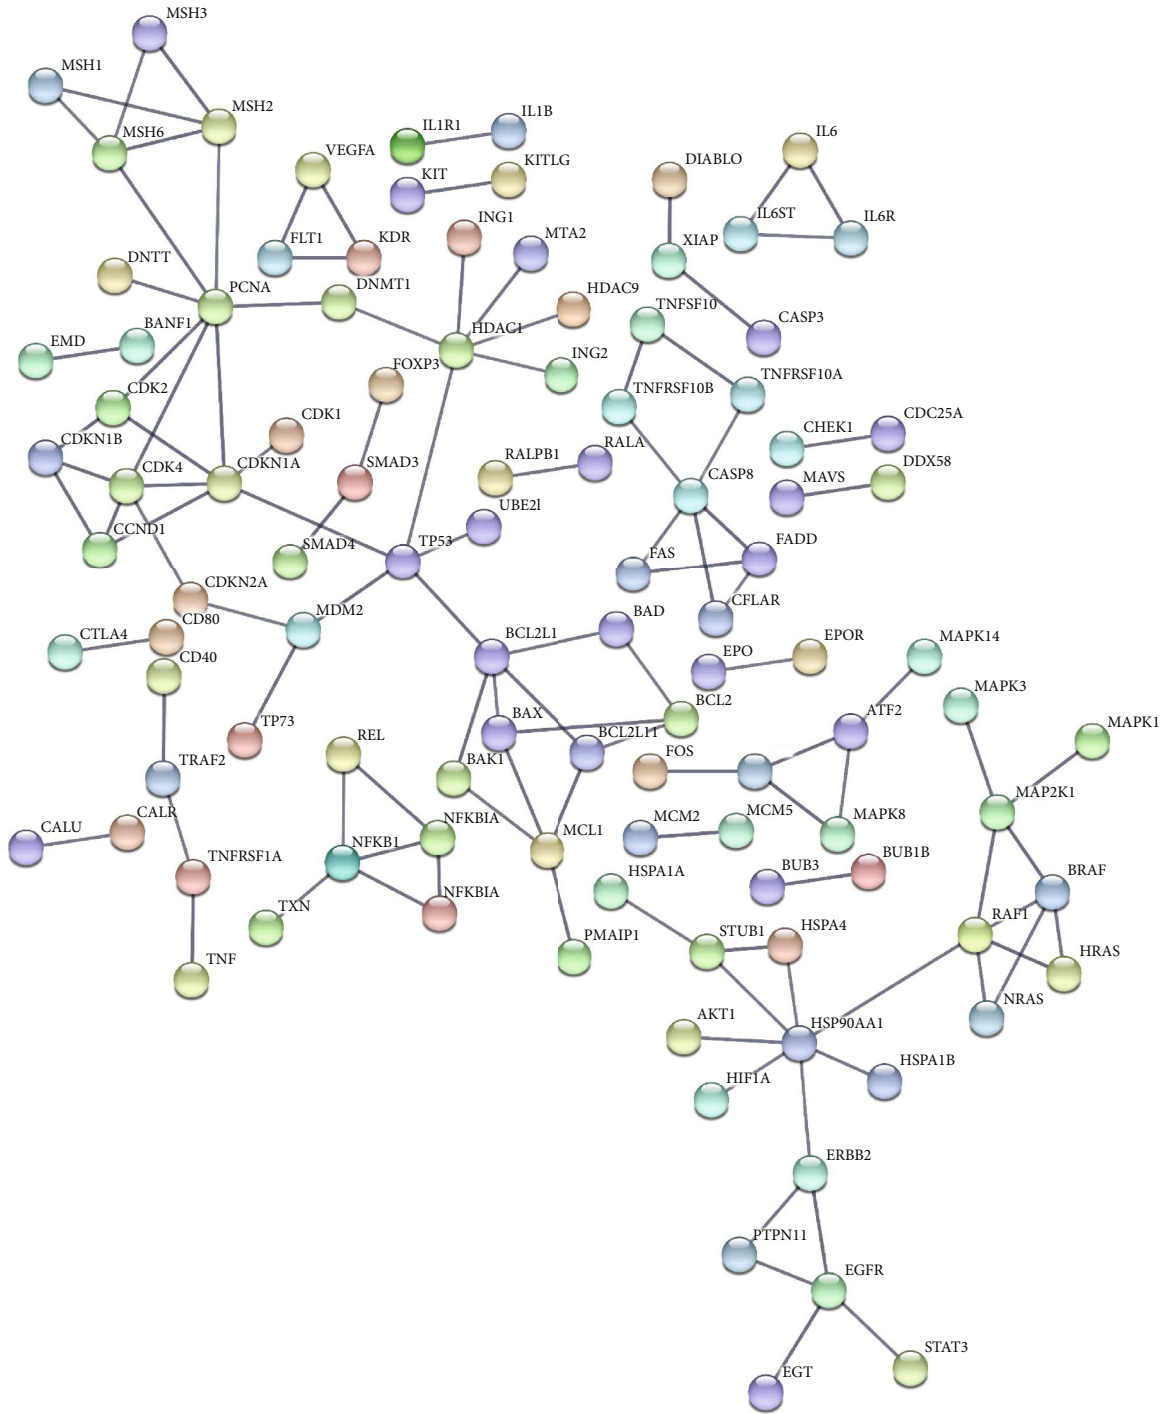 MSH3
MSH1
MSH2
MSH6
IL1R1
IL1B
VEGFA
KIT
KITLG
DIABLO
IL6
FLT1
KDR
ING1
MTA2
XIAP
IL6ST
IL6R
DNTT
PCNA
DNMT1
HDAC9
TNFSF10
CASP3
EMD
BANF1
HDAC1
ING2
FOXP3
TNFRSF10B
TNFRSF10A
CDK2
CDK1
CDKN1B
CDK4
CDKN1A
SMAD3
RALPB1
RALA
CASP8
CHEK1
CDC25A
MAVS
DDX58
CCND1
SMAD4
TP53
UBE2l
FAS
FADD
CFLAR
CDKN2A
CD80
MDM2
CTLA4
CD40
BCL2L1
BAD
EPO
EPOR
MAPK14
MAPK3
TP73
BAX
BCL2
BCL2L11
ATF2
MAPK1
TRAF2
REL
BAK1
FOS
MAP2K1
CALU
CALR
NFKB1
NFKBIA
MCL1
MCM2
MCM5
MAPK8
TNFRSF1A
NFKBIA
HSPA1A
BUB3
BUB1B
BRAF
TXN
PMAIP1
STUB1
HSPA4
RAF1
HRAS
TNF
NRAS
AKT1
HSP90AA1
HIF1A
HSPA1B
ERBB2
PTPN11
EGFR
STAT3
EGT